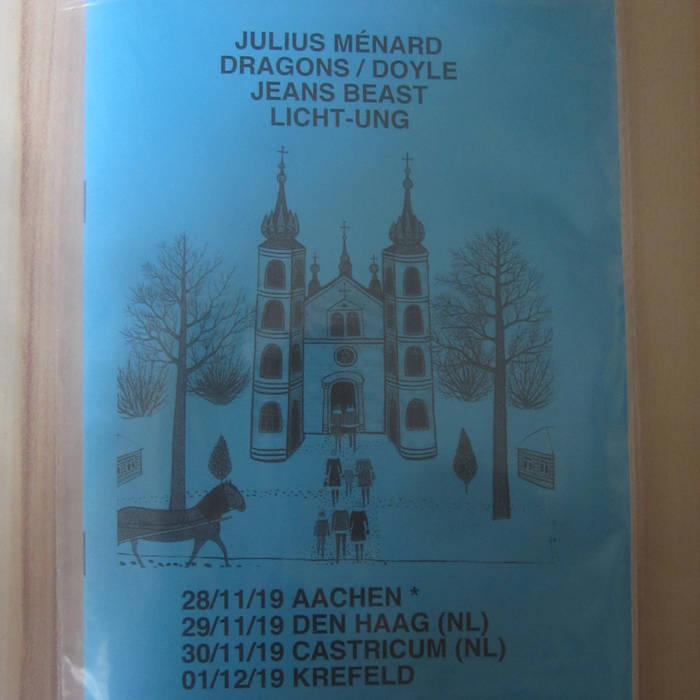 JULIUS MÉNARD
DRAGONS / DOYLE
JEANS BEAST
LICHT-UNG
28/11/19 AACHEN *
29/11/19 DEN HAAG (NL)
30/11/19 CASTRICUM (NL)
01/12/19 KREFELD